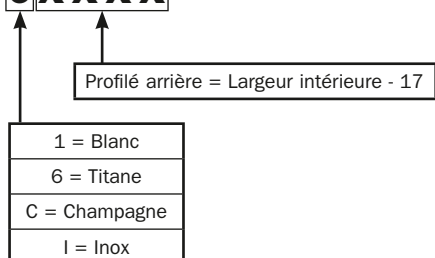 Profilé arrière = Largeur intérieure - 17
1 = Blanc
6 = Titane
C = Champagne
I = Inox